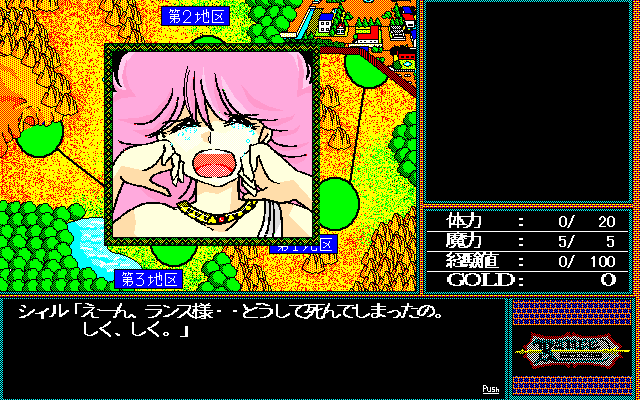 第2地区
第1地区
第3地区
体力 : 0/ 20
魔力 : 5/ 5
経験値 : 0/ 100
GOLD: 0
シィル「えーん、ランス様・・どうして死んでしまったの。
しく、しく。」
Push